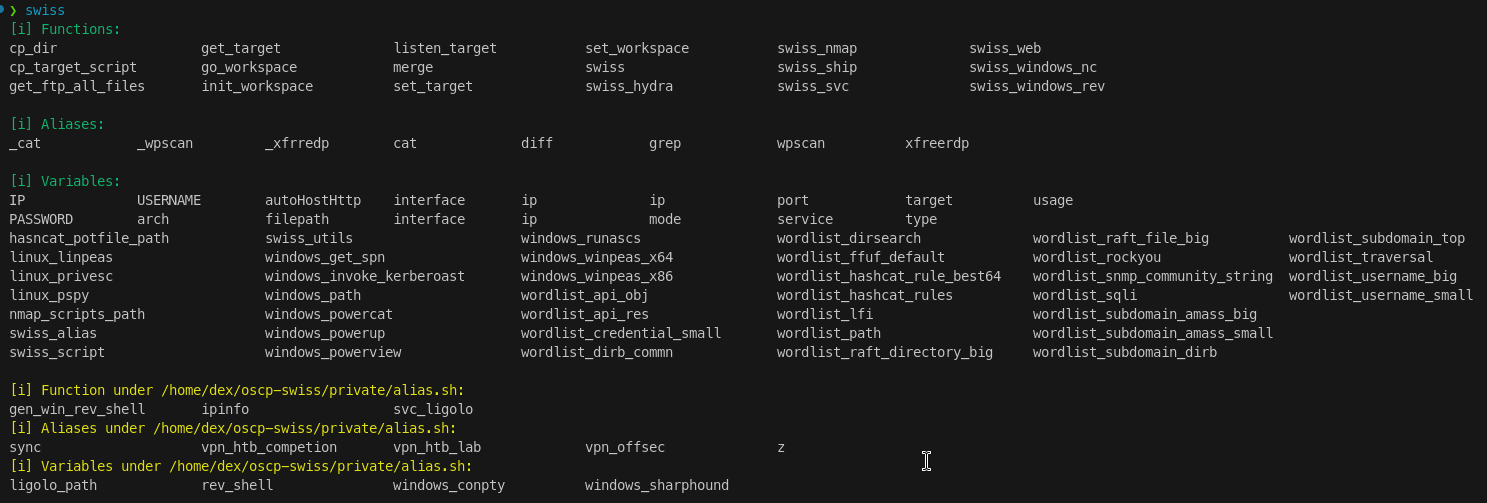 ❯ swiss
[i] Functions:
cp_dir get_target listen_target set_workspace swiss_nmap swiss_web
cp_target_script go_workspace merge swiss swiss_ship swiss_windows_nc
get_ftp_all_files init_workspace set_target swiss_hydra swiss_svc swiss_windows_rev
[i] Aliases:
_cat _wpscan _xfrredp cat diff grep wpscan xfreerdp
[i] Variables:
IP USERNAME autoHostHttp interface ip ip port target usage
PASSWORD arch filepath interface ip mode service type
hasncat_potfile_path swiss_utils windows_runascs wordlist_dirsearch wordlist_raft_file_big wordlist_subdomain_top
linux_linpeas windows_get_spn windows_winpeas_x64 wordlist_ffuf_default wordlist_rockyou wordlist_traversal
linux_privesc windows_invoke_kerberoast windows_winpeas_x86 wordlist_hashcat_rule_best64 wordlist_snmp_community_string wordlist_username_big
linux_pspy windows_path wordlist_api_obj wordlist_hashcat_rules wordlist_sqli wordlist_username_small
nmap_scripts_path windows_powercat wordlist_api_res wordlist_lfi wordlist_subdomain_amass_big
swiss_alias windows_powerup wordlist_credential_small wordlist_path wordlist_subdomain_amass_small
swiss_script windows_powerview wordlist_dirb_commn wordlist_raft_directory_big wordlist_subdomain_dirb
[i] Function under /home/dex/oscp-swiss/private/alias.sh:
gen_win_rev_shell ipinfo svc_ligolo
[i] Aliases under /home/dex/oscp-swiss/private/alias.sh:
sync vpn_htb_competion vpn_htb_lab vpn_offsec z
[i] Variables under /home/dex/oscp-swiss/private/alias.sh:
ligolo_path rev_shell windows_conpty windows_sharphound